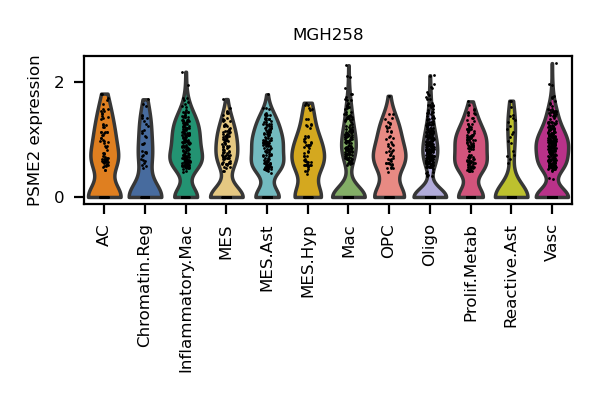 MGH258
PSME2 expression
2
0
AC
Chromatin.Reg
Inflammatory.Mac
MES
MES.Ast
MES.Hyp
Mac
OPC
Oligo
Prolif.Metab
Reactive.Ast
Vasc